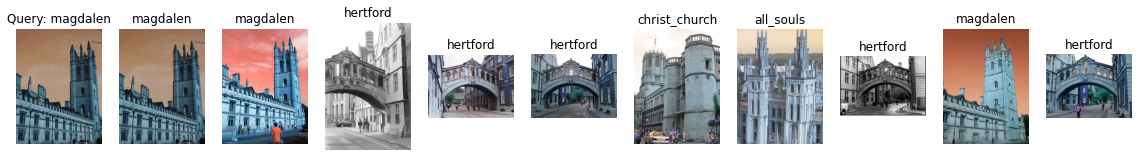 Query: magdalen
magdalen
magdalen
hertford
hertford
hertford
christ_church
all_souls
hertford
magdalen
hertford